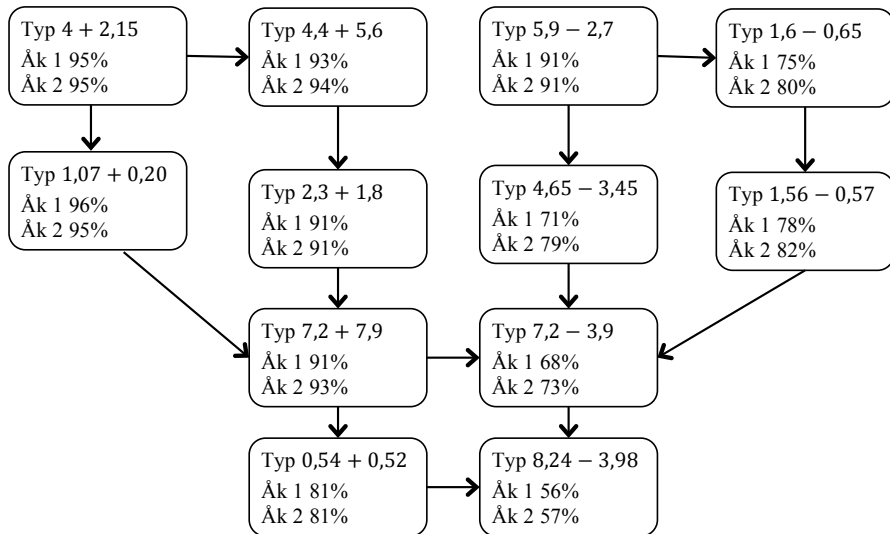 Typ 4 + 2,15
Åk 1 95%
Åk 2 95%
Typ 4,4 + 5,6
Åk 1 93%
Åk 2 94%
Typ 5,9 − 2,7
Åk 1 91%
Åk 2 91%
Typ 1,6 − 0,65
Åk 1 75%
Åk 2 80%
Typ 1,07 + 0,20
Åk 1 96%
Åk 2 95%
Typ 2,3 + 1,8
Åk 1 91%
Åk 2 91%
Typ 4,65 − 3,45
Åk 1 71%
Åk 2 79%
Typ 1,56 − 0,57
Åk 1 78%
Åk 2 82%
Typ 7,2 + 7,9
Åk 1 91%
Åk 2 93%
Typ 7,2 − 3,9
Åk 1 68%
Åk 2 73%
Typ 0,54 + 0,52
Åk 1 81%
Åk 2 81%
Typ 8,24 − 3,98
Åk 1 56%
Åk 2 57%